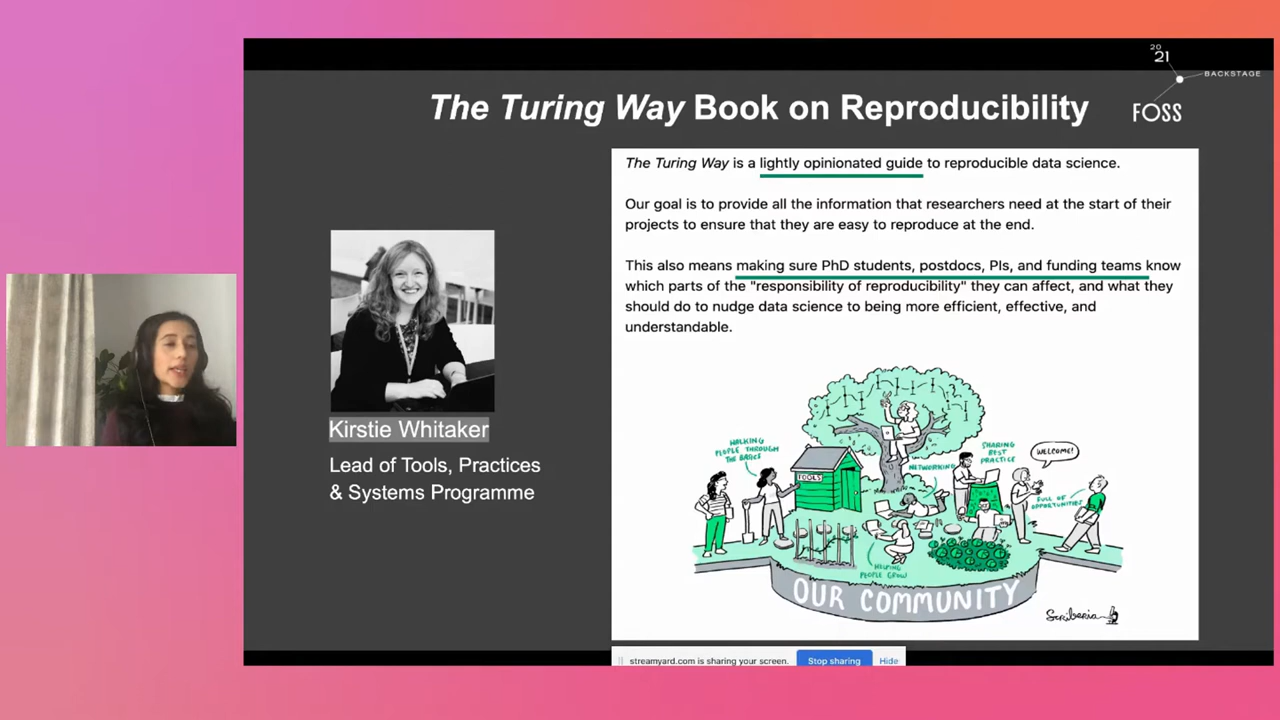 20
21
BACKSTAGE
FOSS
The Turing Way Book on Reproducibility
The Turing Way is a lightly opinionated guide to reproducible data science.
Our goal is to provide all the information that researchers need at the start of their
projects to ensure that they are easy to reproduce at the end.
This also means making sure PhD students, postdocs, PIs, and funding teams know
which parts of the "responsibility of reproducibility" they can affect, and what they
should do to nudge data science to being more efficient, effective, and
understandable.
Kirstie Whitaker
Lead of Tools, Practices
& Systems Programme
WALKING
PEOPLE THROUGH
THE BASICS
TOOLS
NETWORKING
SHARING
BEST
PRACTICE
WELCOME!
FULL OF
OPPORTUNITIES
HELPING
PEOPLE GROW
OUR COMMUNITY
Scriberia
streamyard.com is sharing your screen.
Stop sharing
Hide